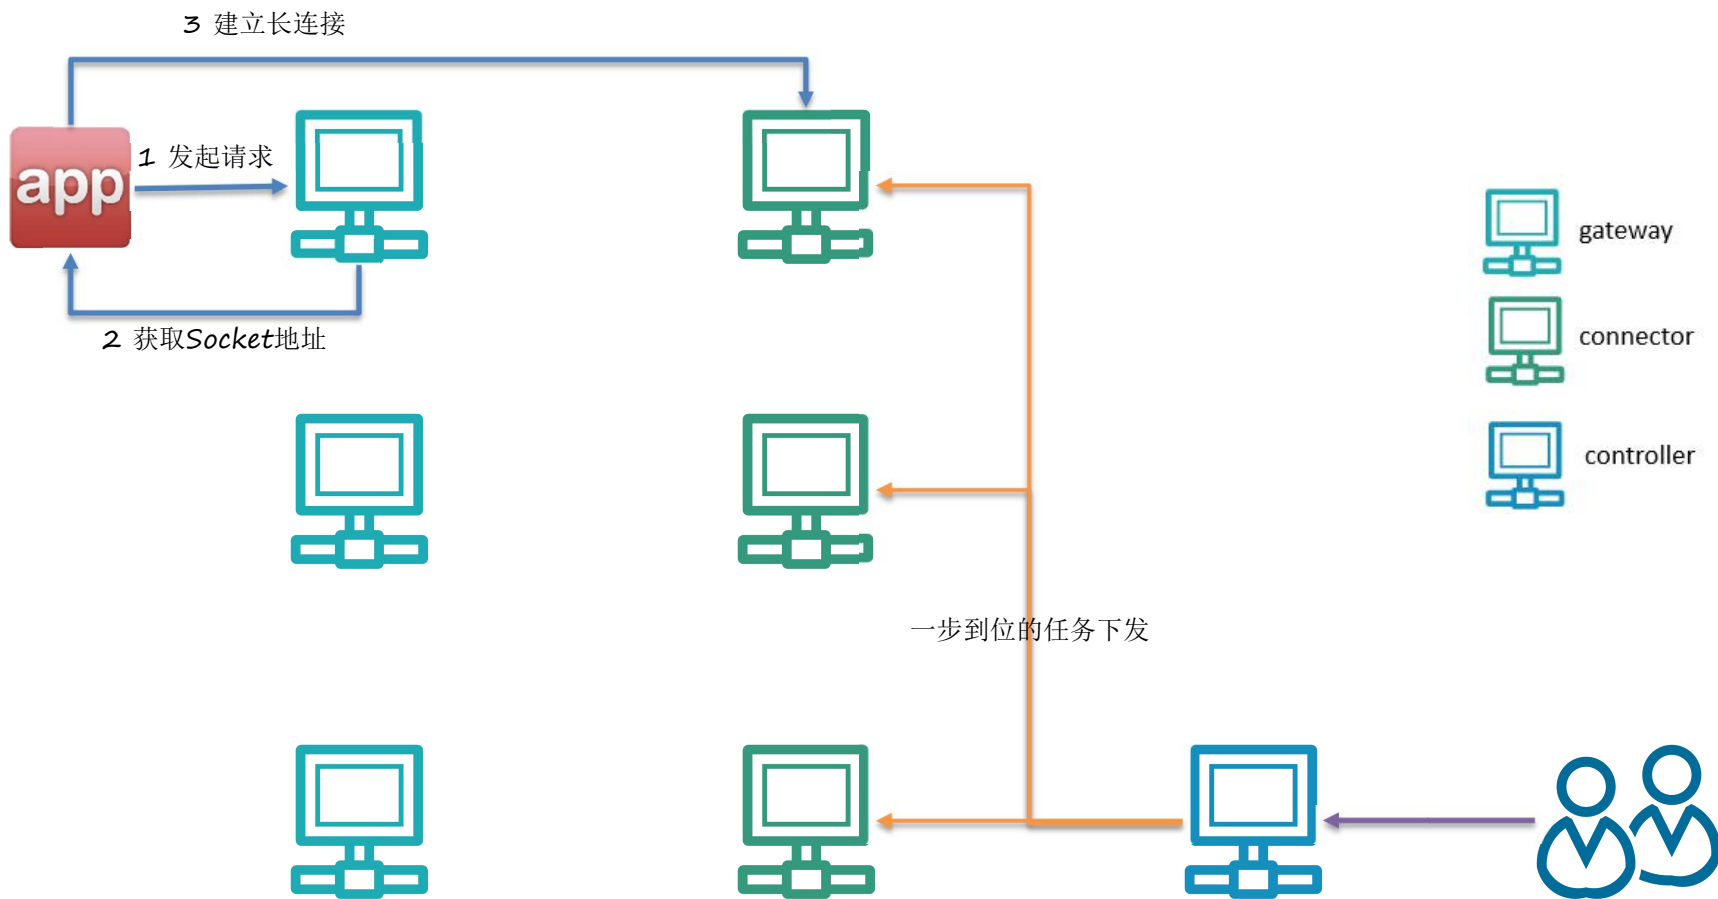 3 建立长连接
app
1 发起请求
2 获取Socket地址
gateway
connector
controller
一步到位的任务下发